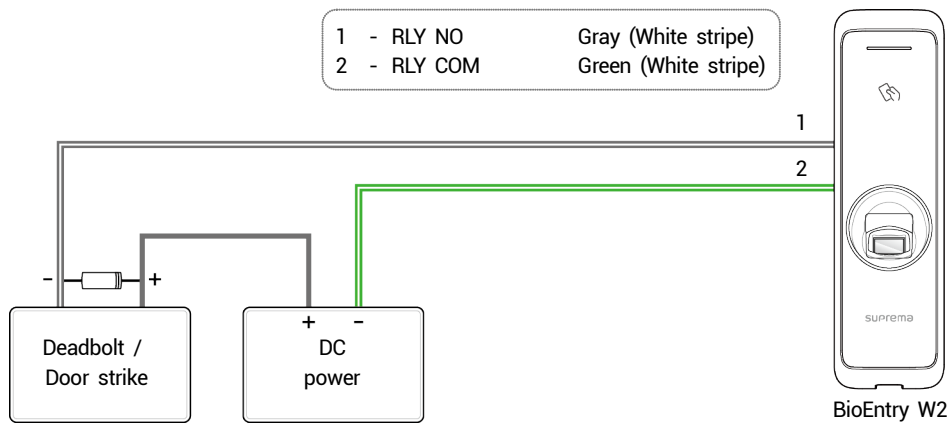 1 - RLY NO Gray (White stripe)
2 - RLY COM Green (White stripe)
1
2
- +
+ -
Deadbolt /
Door strike
DC
power
suprema
BioEntry W2